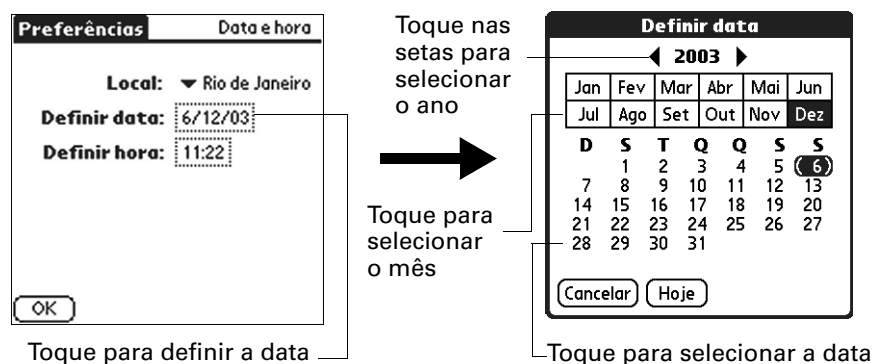 Preferências Data e hora
Local: Rio de Janeiro
Definir data: 6/12/03
Definir hora: 11:22
OK
Toque para definir a data
Toque nas
setas para
selecionar
o ano
Toque para
selecionar
o mês
Definir data
2003
Jan Fev Mar Abr Mai Jun
Jul Ago Set Out Nov Dez
D S T Q Q S S
1 2 3 4 5 6
7 8 9 10 11 12 13
14 15 16 17 18 19 20
21 22 23 24 25 26 27
28 29 30 31
Cancelar Hoje
Toque para selecionar a data